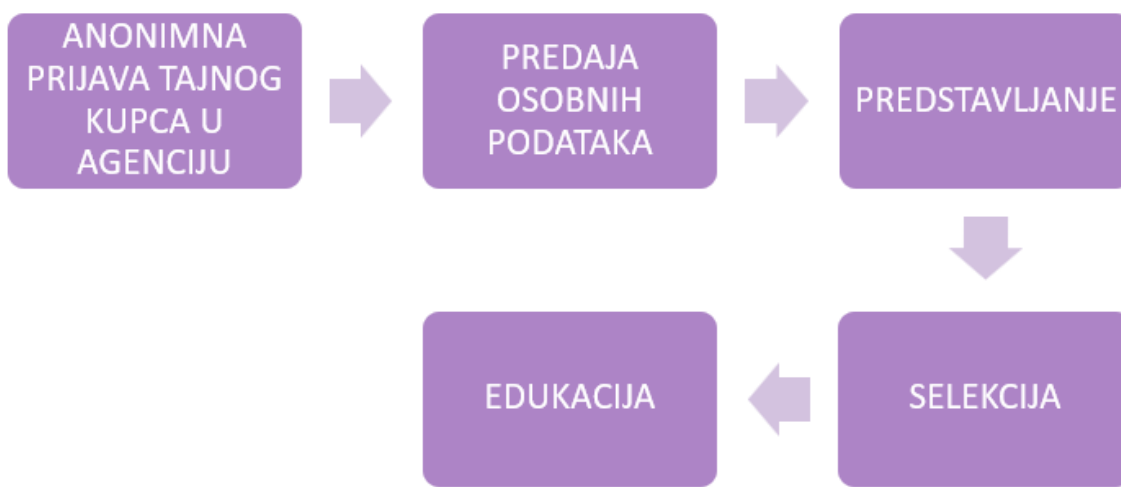 ANONIMNA
PRIJAVA TAJNOG
KUPCA U
AGENCIJU
PREDAJA
OSOBNIH
PODATAKA
PREDSTAVLJANJE
SELEKCIJA
EDUKACIJA